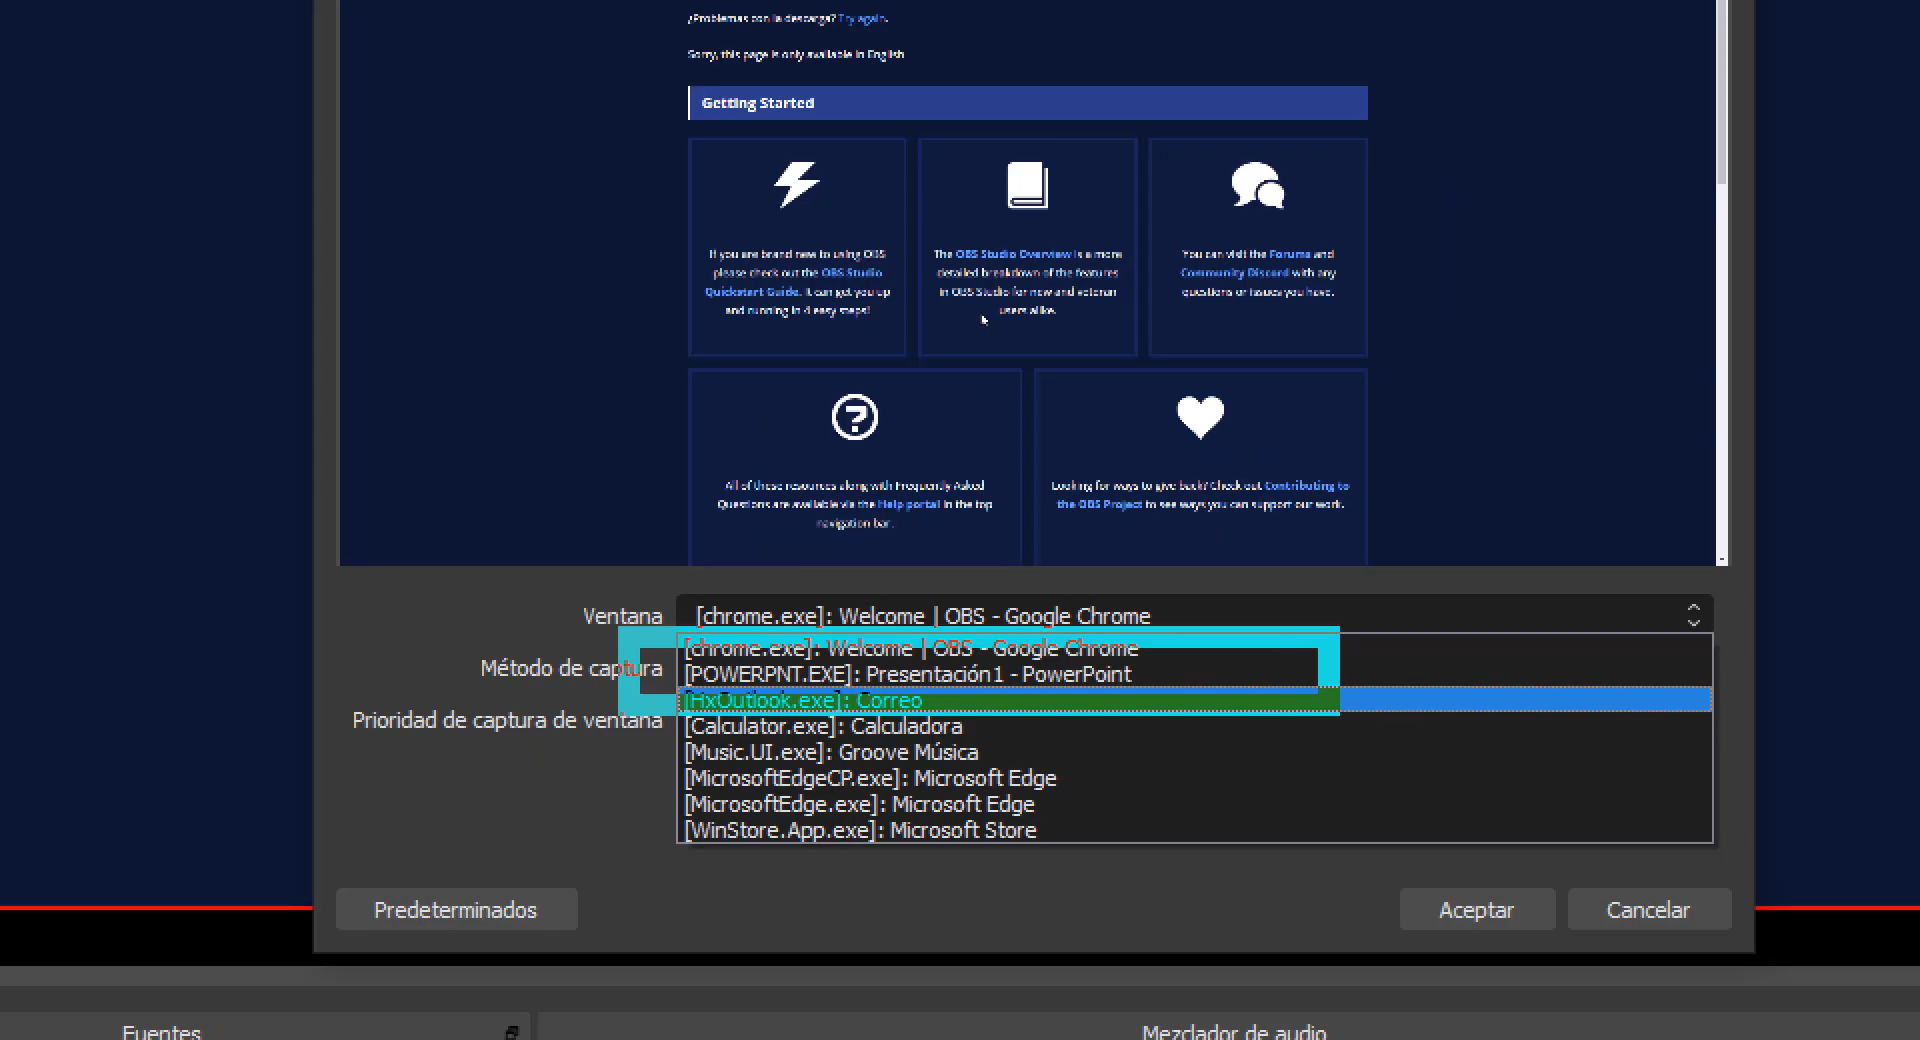 ¿Problemas con la descarga? Try again.
Sorry, this page is only available in English
Getting Started
If you are brand new to using OBS
please check out the OBS Studio
Quickstart Guide. It can get you up
and running in 4 easy steps!
The OBS Studio Overview is a more
detailed breakdown of the features
in OBS Studio for new and veteran
users alike.
You can visit the Forums and
Community Discord with any
questions or issues you have.
All of these resources along with Frequently Asked
Questions are available via the Help portal in the top
navigation bar.
Looking for ways to give back? Check out Contributing to
the OBS Project to see ways you can support our work.
Ventana
[chrome.exe]: Welcome | OBS - Google Chrome
[chrome.exe]: Welcome | OBS - Google Chrome
Método de captura
[POWERPNT.EXE]: Presentación1 - PowerPoint
[HxOutlook.exe]: Correo
Prioridad de captura de ventana
[Calculator.exe]: Calculadora
[Music.UI.exe]: Groove Música
[MicrosoftEdgeCP.exe]: Microsoft Edge
[MicrosoftEdge.exe]: Microsoft Edge
[WinStore.App.exe]: Microsoft Store
Predeterminados
Aceptar
Cancelar
Fuentes
Mezclador de audio